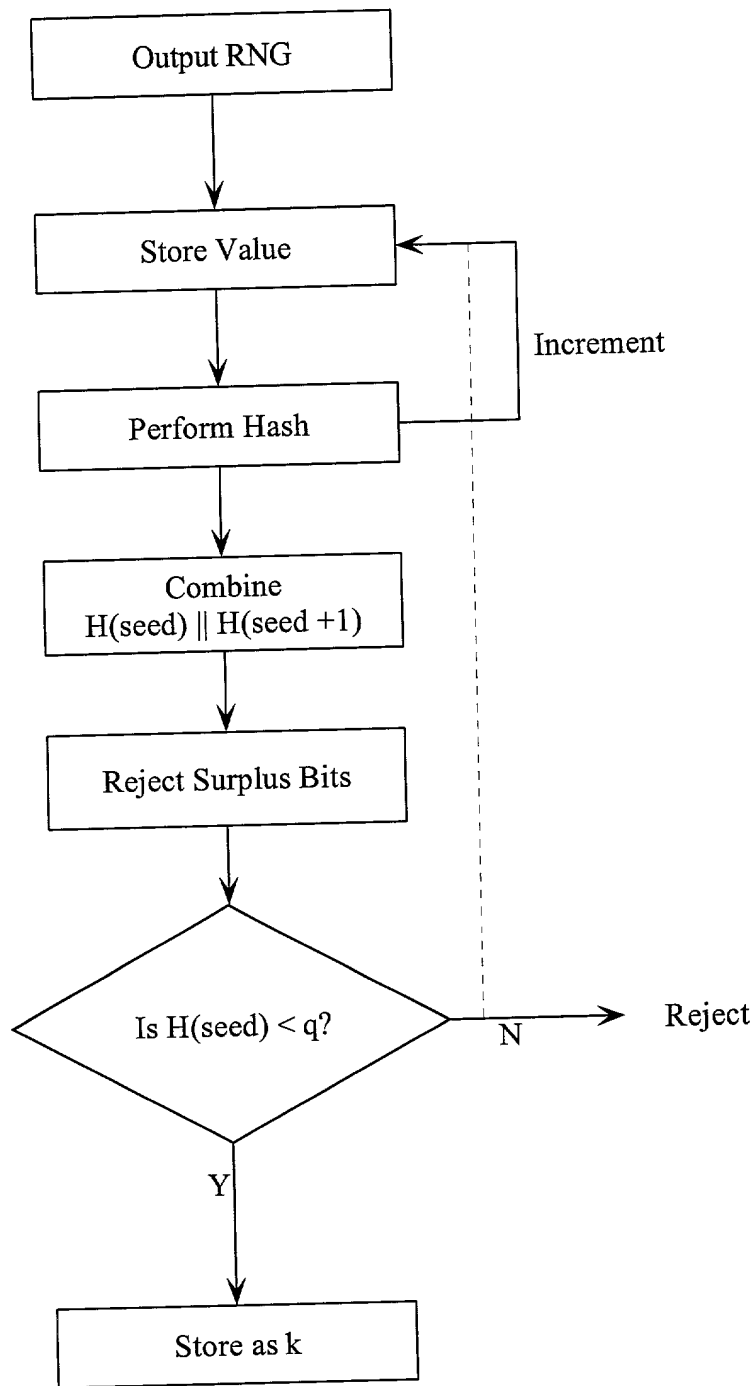 Output RNG
Store Value
Increment
Perform Hash
Combine
H(seed) || H(seed +1)
Reject Surplus Bits
Is H(seed) < q?
N
Reject
Y
Store as k